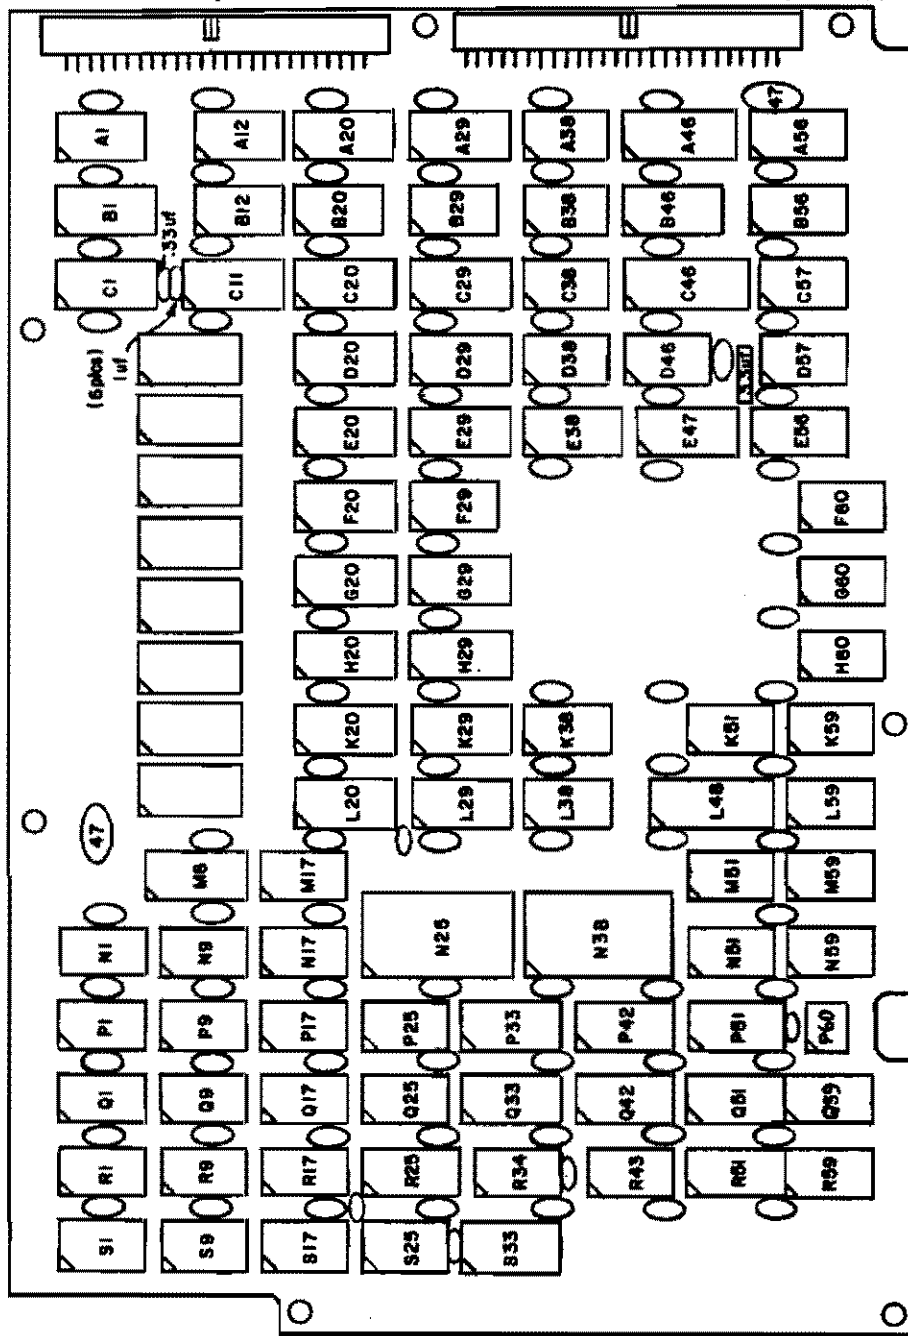 47
A1 A12 A20 A29 A38 A46 A56
B1 B12 B20 B29 B38 B46 B56
.33uf
C1 C11 C20 C29 C38 C46 C57
(6plcs)
1uf
D20 D29 D38 D46 D57
3.3uf
E20 E29 E38 E47 E56
F20 F29 F60
G20 G29 G60
H20 H29 H60
K20 K29 K38 K51 K59
L20 L29 L38 L48 L59
47
M8 M17 M51 M59
N1 N9 N17 N26 N38 N51 N59
P1 P9 P17 P25 P33 P42 P51 P60
Q1 Q9 Q17 Q25 Q33 Q42 Q51 Q59
R1 R9 R17 R25 R34 R43 R51 R59
S1 S9 S17 S25 S33